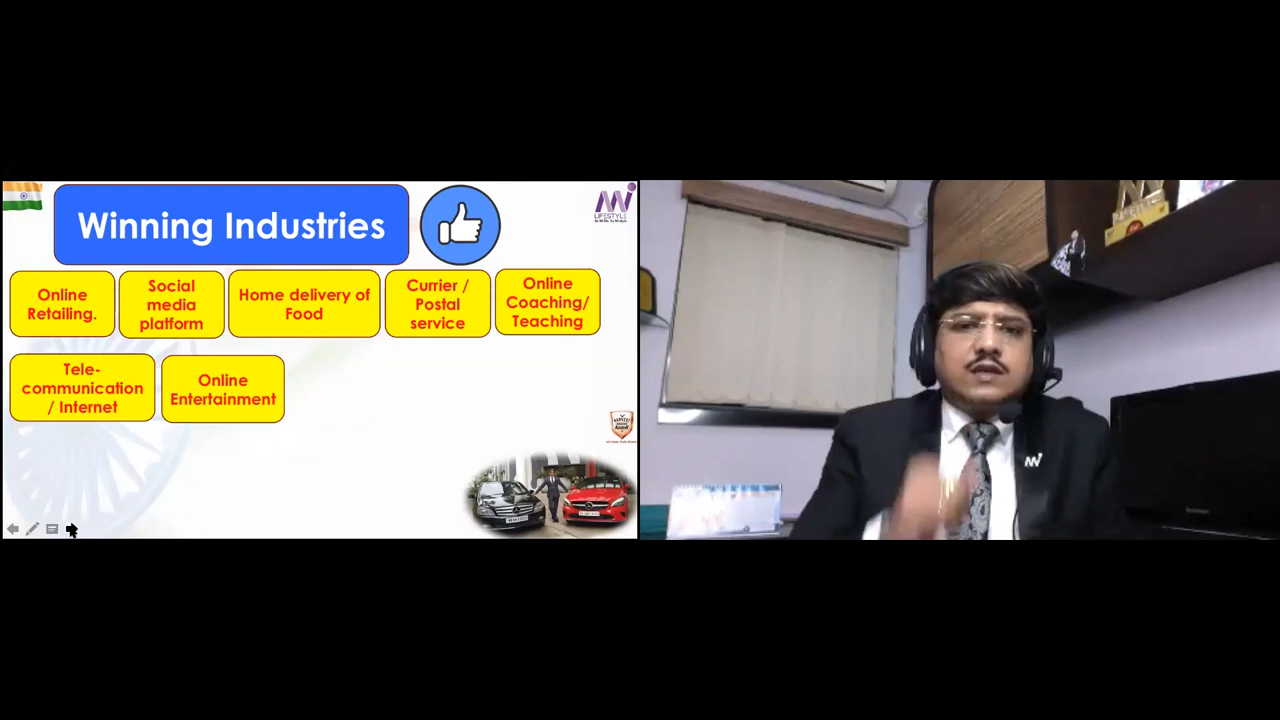 Winning Industries
LIFESTYLE
Online
Retailing.
Social
media
platform
Home delivery of
Food
Currier /
Postal
service
Online
Coaching/
Teaching
Tele-
communication
/ Internet
Online
Entertainment